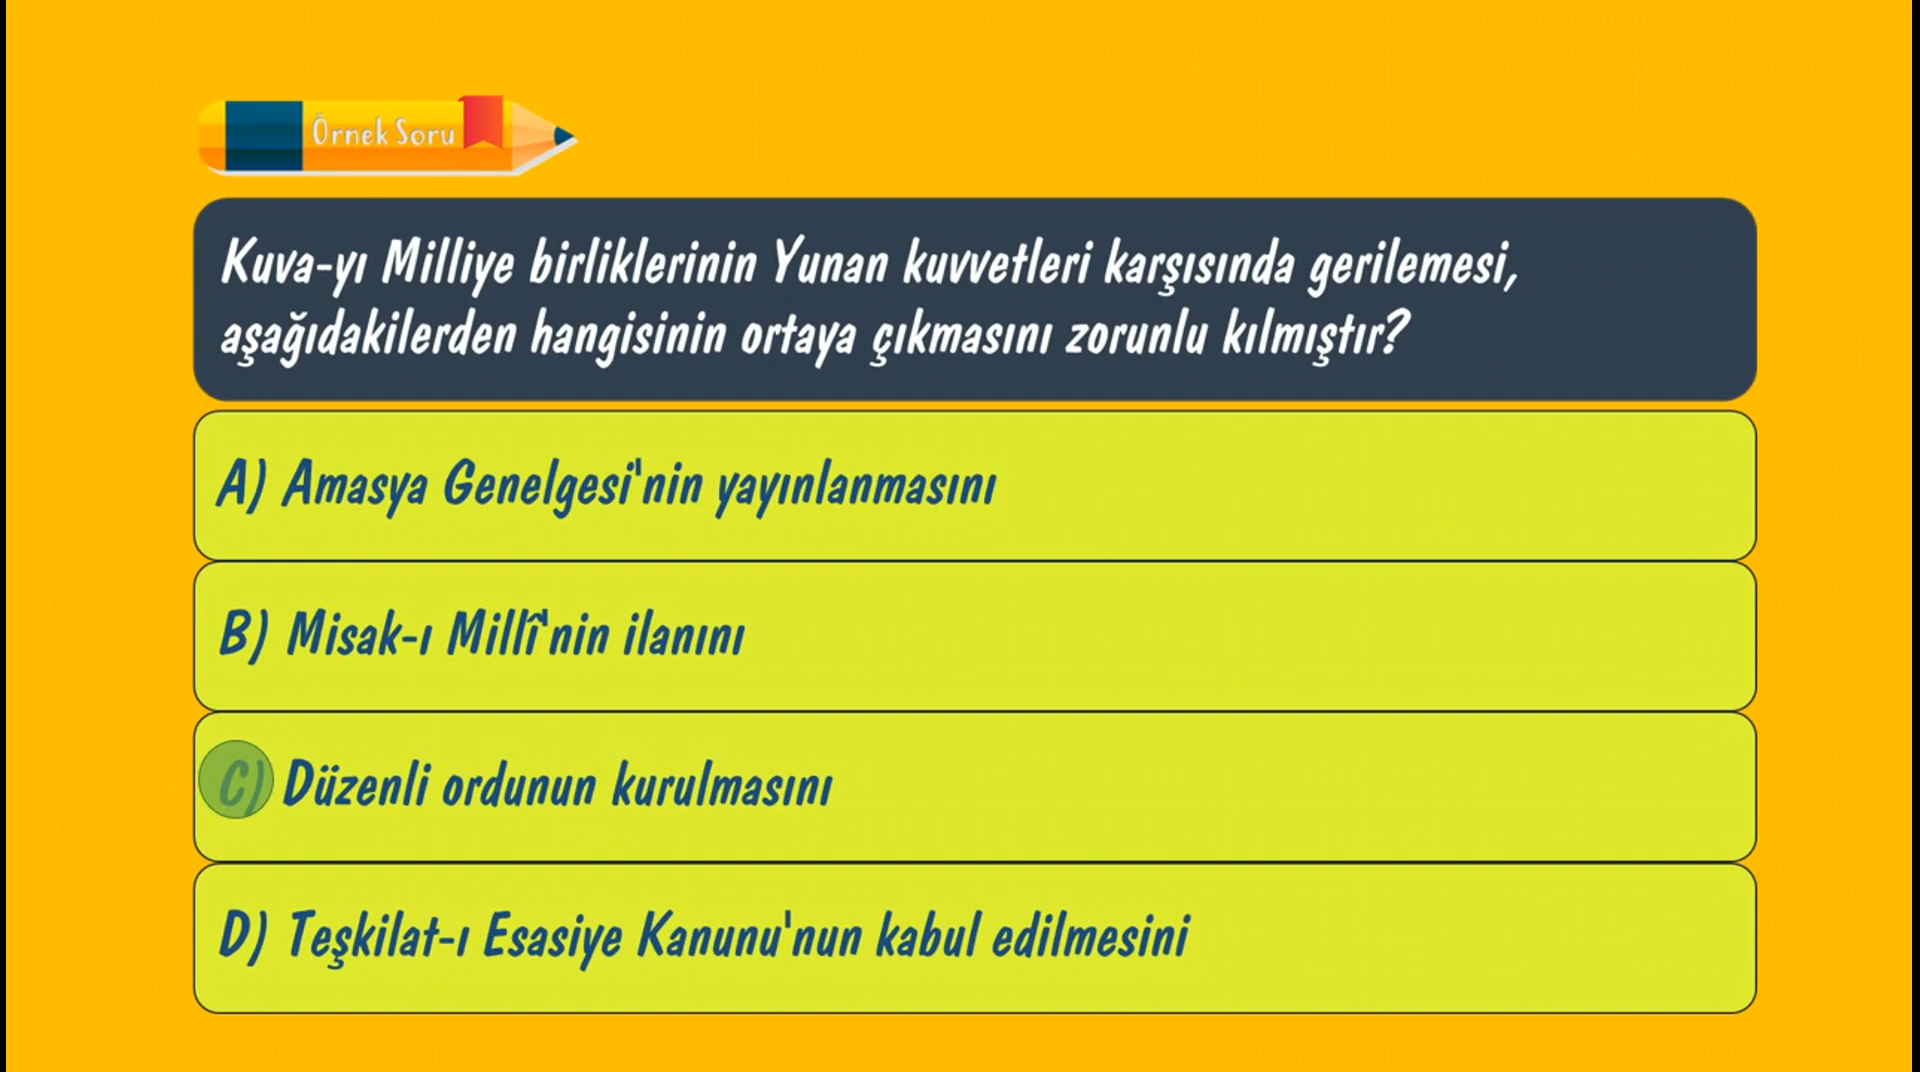 Örnek Soru
Kuva-yı Milliye birliklerinin Yunan kuvvetleri karşısında gerilemesi,
aşağıdakilerden hangisinin ortaya çıkmasını zorunlu kılmıştır?
A) Amasya Genelgesi'nin yayınlanmasını
B) Misak-ı Millî'nin ilanını
C) Düzenli ordunun kurulmasını
D) Teşkilat-ı Esasiye Kanunu'nun kabul edilmesini